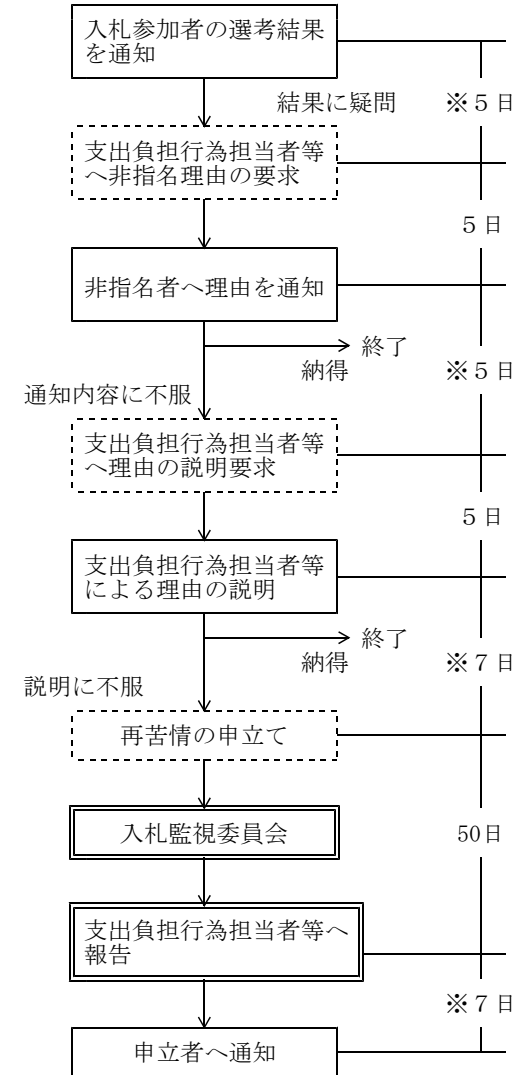 入札参加者の選考結果
を通知
結果に疑問
※５日
支出負担行為担当者等
へ非指名理由の要求
５日
非指名者へ理由を通知
終了
納得
※５日
通知内容に不服
支出負担行為担当者等
へ理由の説明要求
５日
支出負担行為担当者等
による理由の説明
終了
納得
※７日
説明に不服
再苦情の申立て
入札監視委員会
50日
支出負担行為担当者等へ
報告
※７日
申立者へ通知